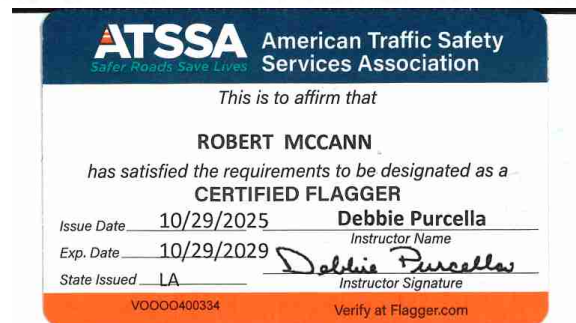 ATSSA
Safer Roads Save Lives
American Traffic Safety
Services Association
This is to affirm that
ROBERT MCCANN
has satisfied the requirements to be designated as a
CERTIFIED FLAGGER
Issue Date 10/29/2025 Debbie Purcella
Instructor Name
Exp. Date 10/29/2029 Debbie Purcella
State Issued LA Instructor Signature
VOOOO400334 Verify at Flagger.com